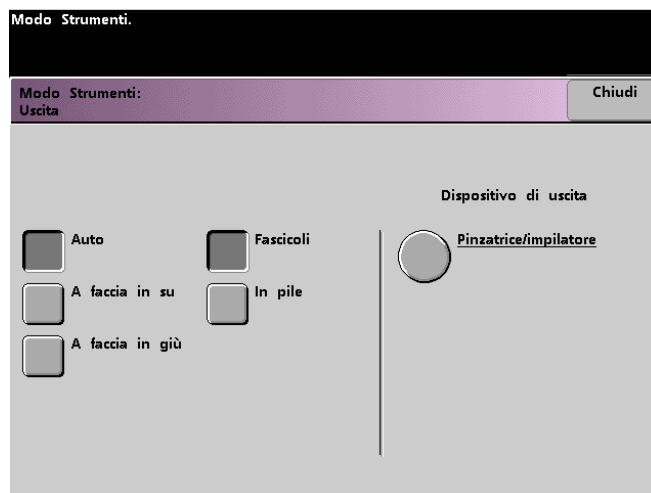 Modo Strumenti.
Modo Strumenti:
Uscita
Chiudi
Dispositivo di uscita
Auto
Fascicoli
Pinzatrice/impilatore
A faccia in su
In pile
A faccia in giù